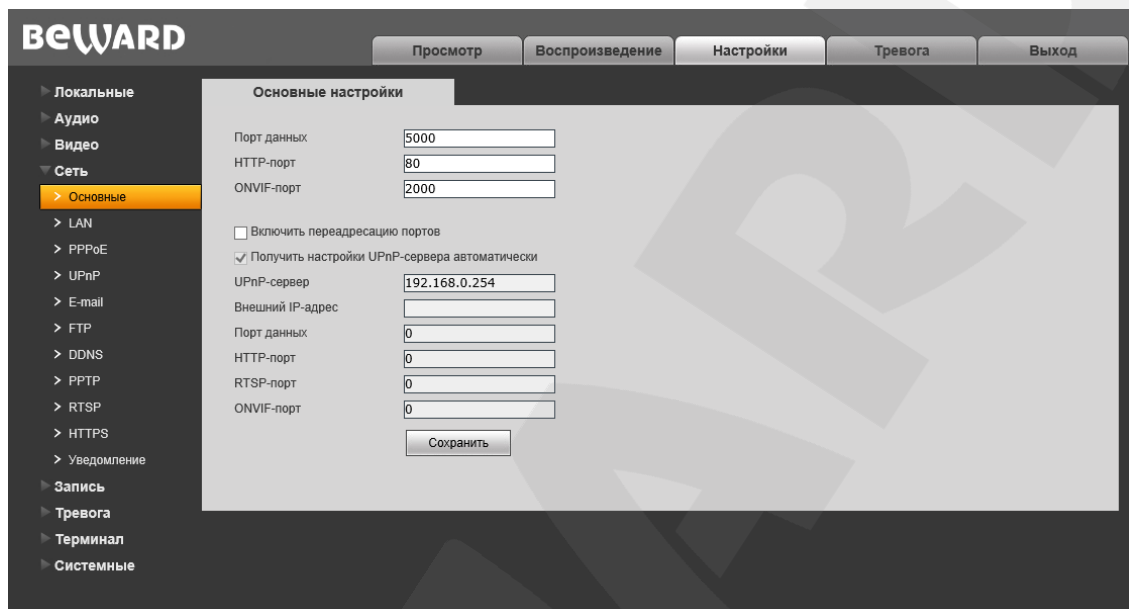 BEWARD
Просмотр
Воспроизведение
Настройки
Тревога
Выход
Локальные
Аудио
Видео
Сеть
Основные
LAN
PPPoE
UPnP
E-mail
FTP
DDNS
PPTP
RTSP
HTTPS
Уведомление
Запись
Тревога
Терминал
Системные
Основные настройки
Порт данных 5000
HTTP-порт 80
ONVIF-порт 2000
Включить переадресацию портов
Получить настройки UPnP-сервера автоматически
UPnP-сервер 192.168.0.254
Внешний IP-адрес
Порт данных 0
HTTP-порт 0
RTSP-порт 0
ONVIF-порт 0
Сохранить